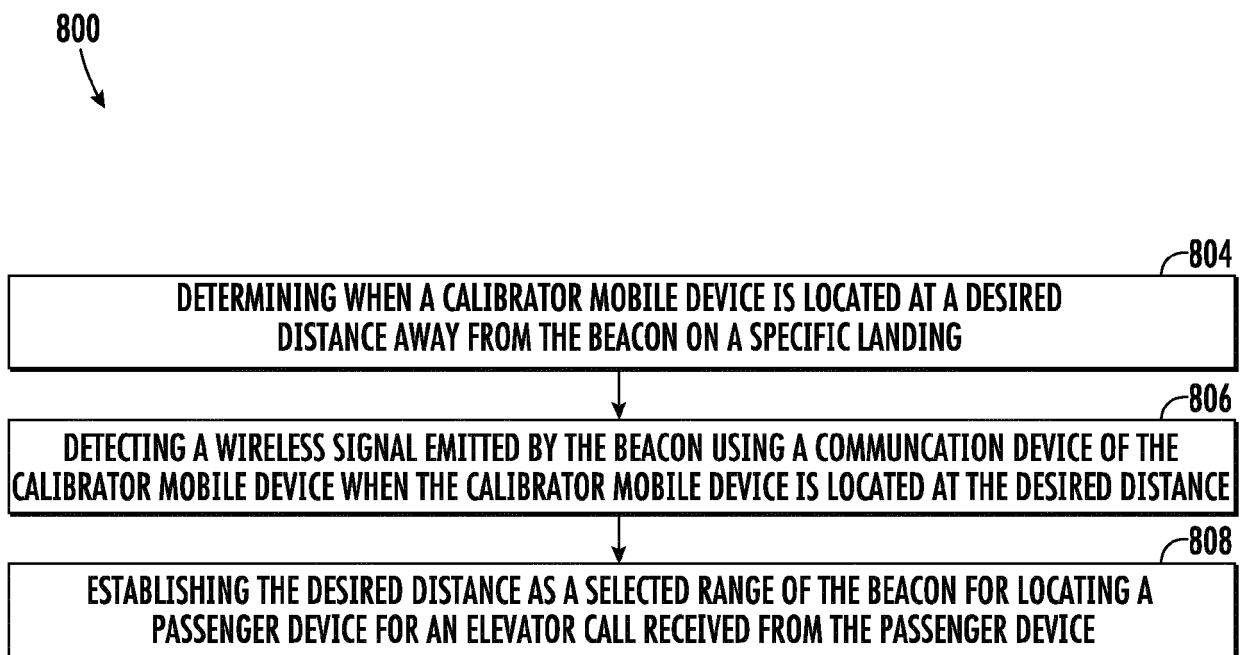 800
804
DETERMINING WHEN A CALIBRATOR MOBILE DEVICE IS LOCATED AT A DESIRED
DISTANCE AWAY FROM THE BEACON ON A SPECIFIC LANDING
806
DETECTING A WIRELESS SIGNAL EMITTED BY THE BEACON USING A COMMUNCATION DEVICE OF THE
CALIBRATOR MOBILE DEVICE WHEN THE CALIBRATOR MOBILE DEVICE IS LOCATED AT THE DESIRED DISTANCE
808
ESTABLISHING THE DESIRED DISTANCE AS A SELECTED RANGE OF THE BEACON FOR LOCATING A
PASSENGER DEVICE FOR AN ELEVATOR CALL RECEIVED FROM THE PASSENGER DEVICE